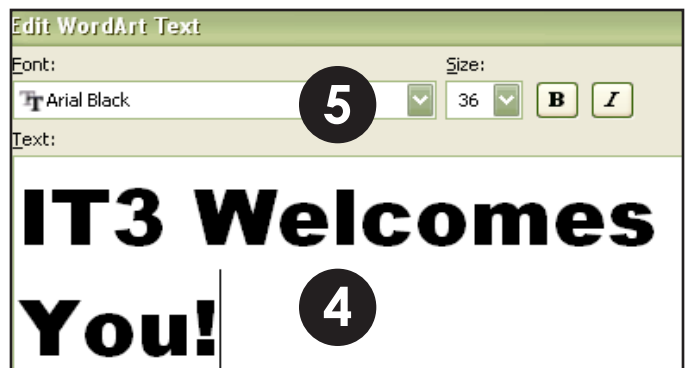 Edit WordArt Text
Font: Size:
Arial Black 36 B I
5
Text:
IT3 Welcomes
You!
4